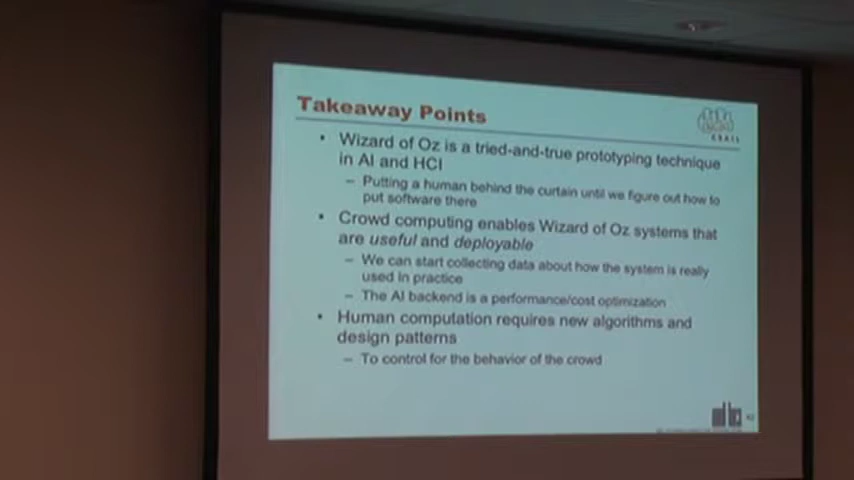 Takeaway Points
CSAIL
• Wizard of Oz is a tried-and-true prototyping technique
in AI and HCI
– Putting a human behind the curtain until we figure out how to
put software there
• Crowd computing enables Wizard of Oz systems that
are useful and deployable
– We can start collecting data about how the system is really
used in practice
– The AI backend is a performance/cost optimization
• Human computation requires new algorithms and
design patterns
– To control for the behavior of the crowd